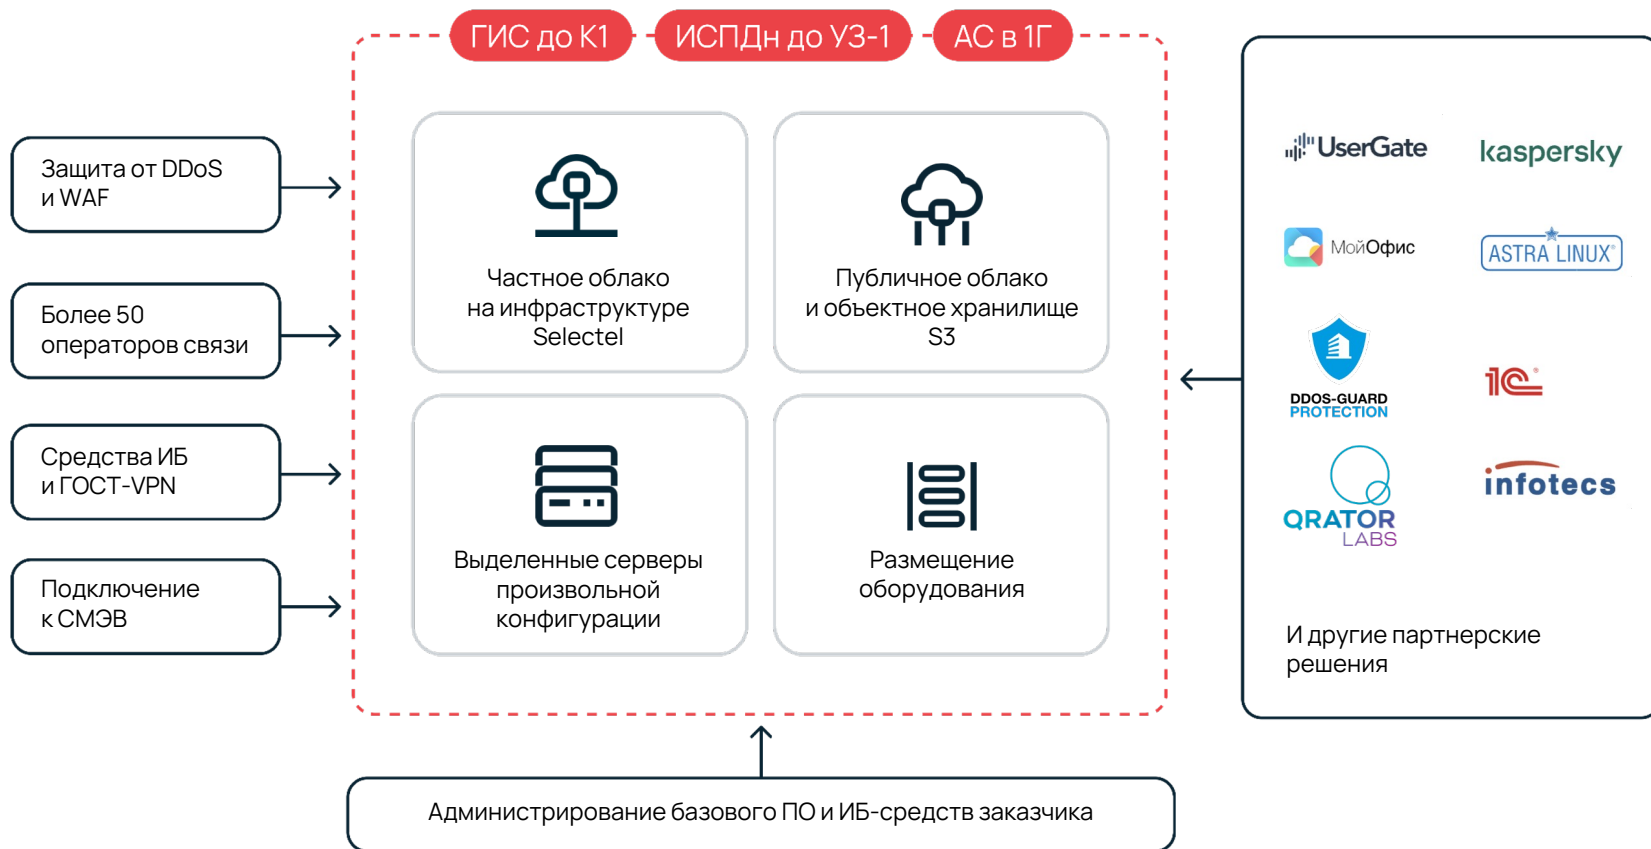 ГИС до К1
ИСПДн до УЗ-1
АС в 1Г
Защита от DDoS
и WAF
Более 50
операторов связи
Средства ИБ
и ГОСТ-VPN
Подключение
к СМЭВ
Частное облако
на инфраструктуре
Selectel
Публичное облако
и объектное хранилище
S3
Выделенные серверы
произвольной
конфигурации
Размещение
оборудования
UserGate
kaspersky
МойОфис
ASTRA LINUX®
DDOS-GUARD
PROTECTION
1С®
QRATOR
LABS
infotecs
И другие партнерские
решения
Администрирование базового ПО и ИБ-средств заказчика